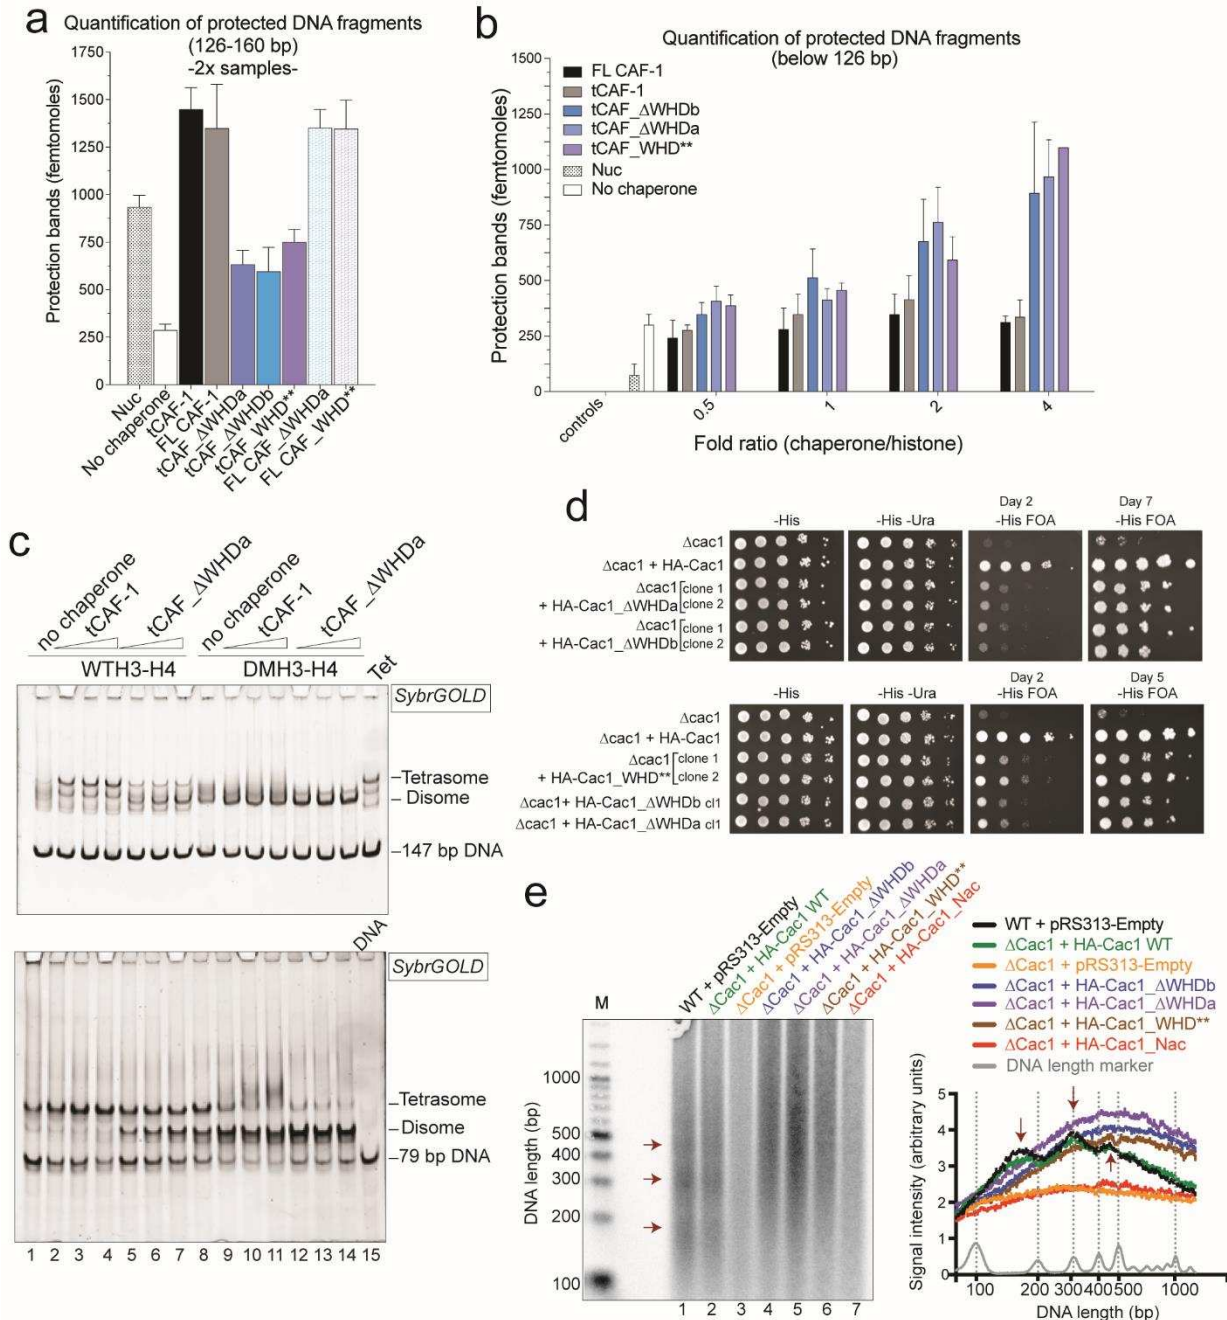 a
Quantification of protected DNA fragments
(126-160 bp)
-2x samples-
Protection bands (femtomoles)
1750
1500
1250
1000
750
500
250
0
Nuc
No chaperone
tCAF-1
FL CAF-1
tCAF_ΔWHDa
tCAF_ΔWHDb
tCAF_WHD**
FL CAF_ΔWHDa
FL CAF_WHD**
b
Quantification of protected DNA fragments
(below 126 bp)
Protection bands (femtomoles)
1500
1250
1000
750
500
250
0
FL CAF-1
tCAF-1
tCAF_ΔWHDb
tCAF_ΔWHDa
tCAF_WHD**
Nuc
No chaperone
controls
0.5
1
2
4
Fold ratio (chaperone/histone)
c
no chaperone
tCAF-1
tCAF_ΔWHDa
no chaperone
tCAF-1
tCAF_ΔWHDa
WTH3-H4
DMH3-H4
Tet
SybrGOLD
–Tetrasome
–Disome
–147 bp DNA
DNA
SybrGOLD
–Tetrasome
–Disome
–79 bp DNA
1 2 3 4 5 6 7 8 9 10 11 12 13 14 15
d
-His
-His -Ura
Day 2
-His FOA
Day 7
-His FOA
Δcac1
Δcac1 + HA-Cac1
Δcac1 [clone 1
+ HA-Cac1_ΔWHDa [clone 2
Δcac1 [clone 1
+ HA-Cac1_ΔWHDb [clone 2
-His
-His -Ura
Day 2
-His FOA
Day 5
-His FOA
Δcac1
Δcac1 + HA-Cac1
Δcac1 [clone 1
+ HA-Cac1_WHD** [clone 2
Δcac1+ HA-Cac1_ΔWHDb cl1
Δcac1 + HA-Cac1_ΔWHDa cl1
e
M
WT + pRS313-Empty
ΔCac1 + HA-Cac1 WT
ΔCac1 + pRS313-Empty
ΔCac1 + HA-Cac1_ΔWHDb
ΔCac1 + HA-Cac1_ΔWHDa
ΔCac1 + HA-Cac1_WHD**
ΔCac1 + HA-Cac1_Nac
DNA length (bp)
1000
500
400
300
200
100
1 2 3 4 5 6 7
WT + pRS313-Empty
ΔCac1 + HA-Cac1 WT
ΔCac1 + pRS313-Empty
ΔCac1 + HA-Cac1_ΔWHDb
ΔCac1 + HA-Cac1_ΔWHDa
ΔCac1 + HA-Cac1_WHD**
ΔCac1 + HA-Cac1_Nac
DNA length marker
Signal intensity (arbitrary units)
5
4
3
2
1
0
100 200 300 400 500 1000
DNA length (bp)